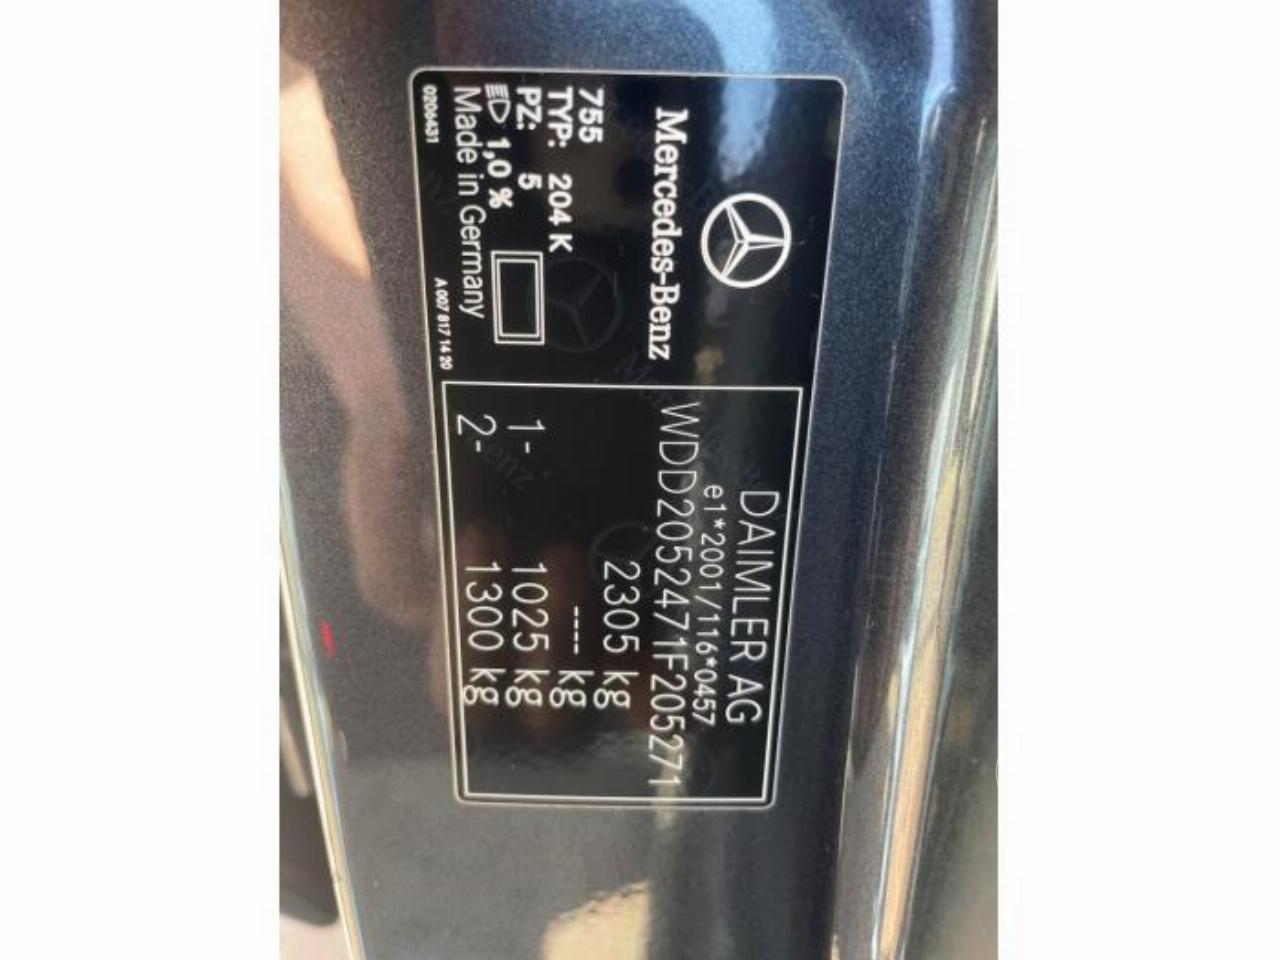 Mercedes-Benz
755
TYP: 204 K
PZ: 5
1,0 %
Made in Germany
0206431
A 007 817 14 20
DAIMLER AG
e1*2001/116*0457
WDD2052471F205271
2305 kg
---- kg
1- 1025 kg
2- 1300 kg